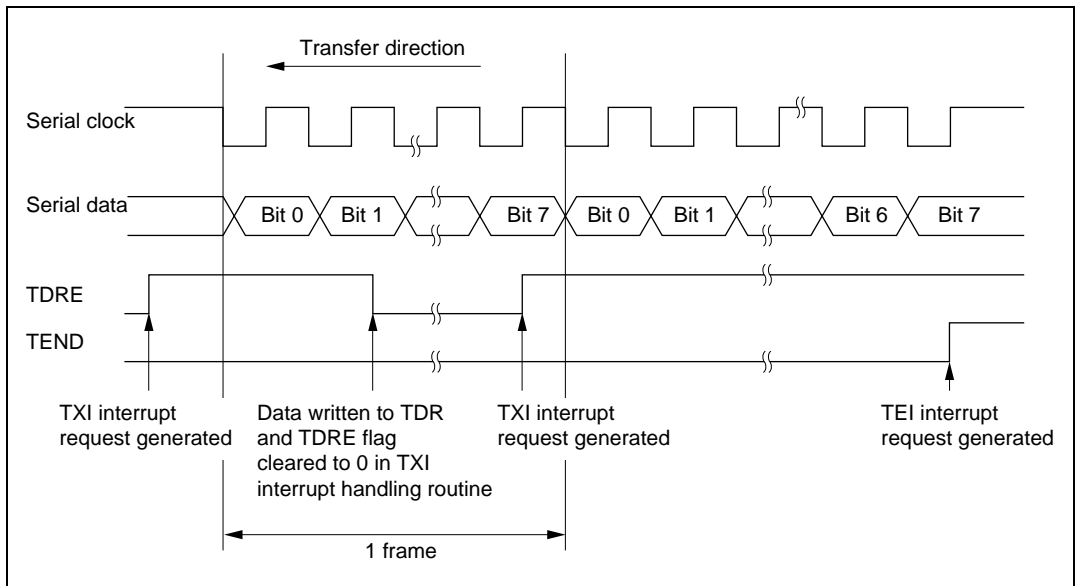 Transfer direction
Serial clock
Serial data
Bit 0
Bit 1
Bit 7
Bit 0
Bit 1
Bit 6
Bit 7
TDRE
TEND
TXI interrupt
request generated
Data written to TDR
and TDRE flag
cleared to 0 in TXI
interrupt handling routine
TXI interrupt
request generated
TEI interrupt
request generated
1 frame